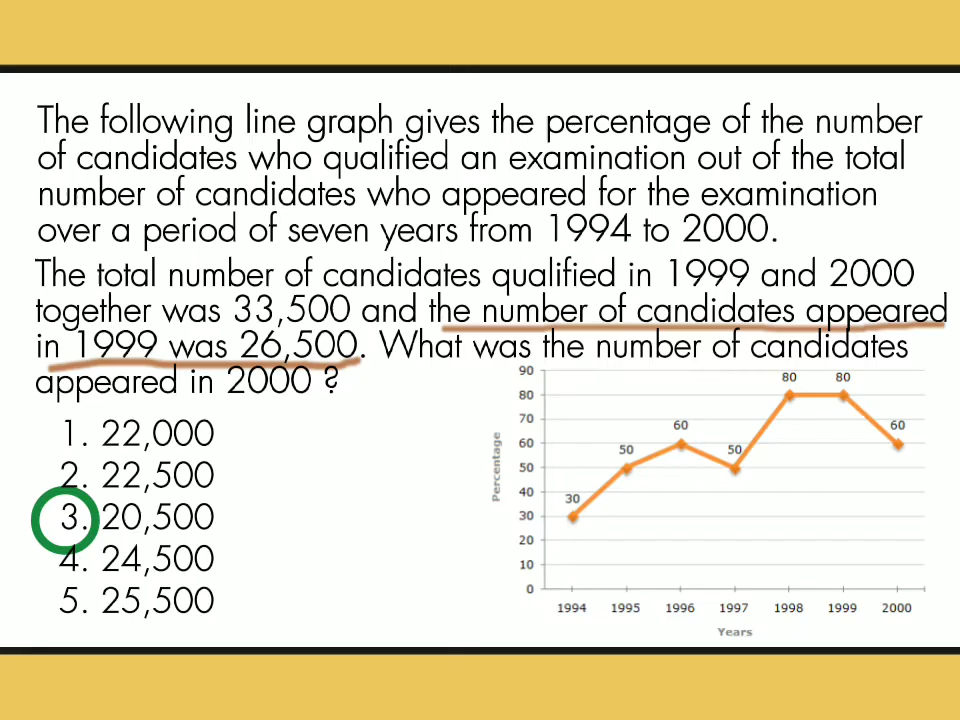 The following line graph gives the percentage of the number
of candidates who qualified an examination out of the total
number of candidates who appeared for the examination
over a period of seven years from 1994 to 2000.
The total number of candidates qualified in 1999 and 2000
together was 33,500 and the number of candidates appeared
in 1999 was 26,500. What was the number of candidates
appeared in 2000 ?
1. 22,000
2. 22,500
3. 20,500
4. 24,500
5. 25,500
Percentage
90
80
70
60
50
40
30
20
10
0
30
50
60
50
80
80
60
1994 1995 1996 1997 1998 1999 2000
Years